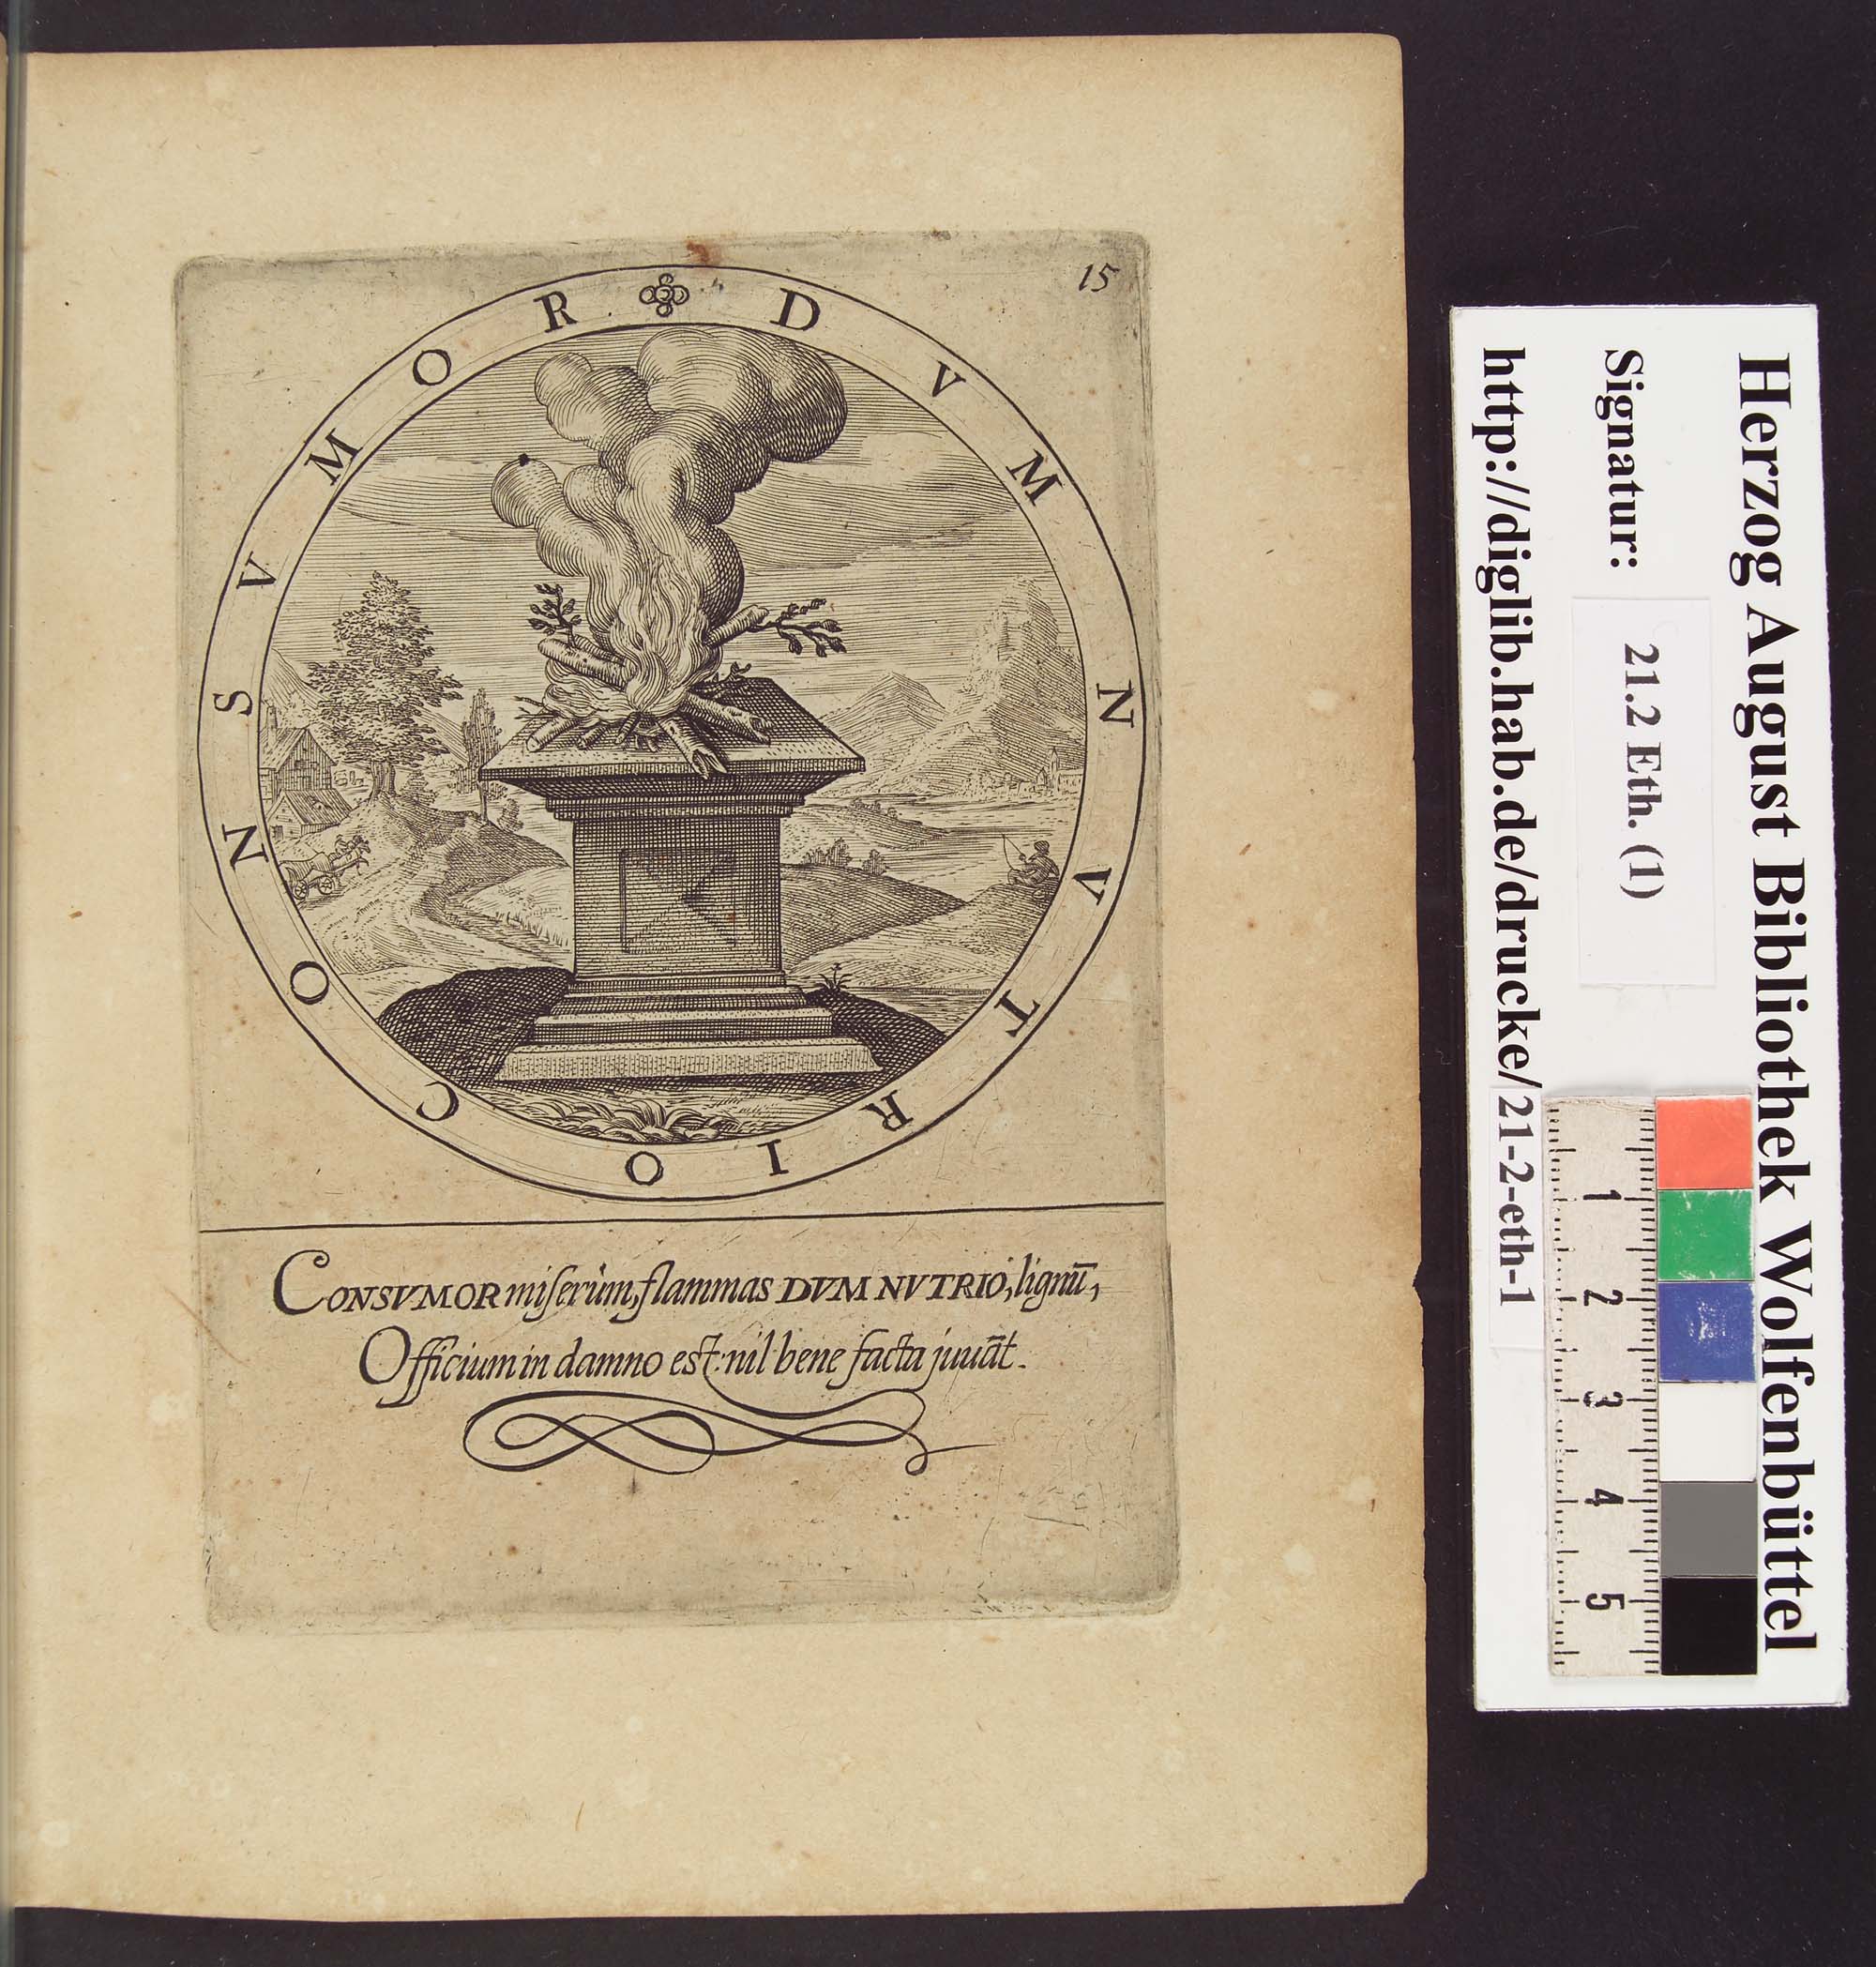 15
DVM NVTRIO CONSVMOR
CONSVMOR miſerùm, flammas DVM NVTRIO, lignū,
Officium in damno est: nil bene facta juuāt.
Herzog August Bibliothek Wolfenbüttel
Signatur: 21.2 Eth. (1)
http://diglib.hab.de/drucke/21-2-eth-1
1 2 3 4 5